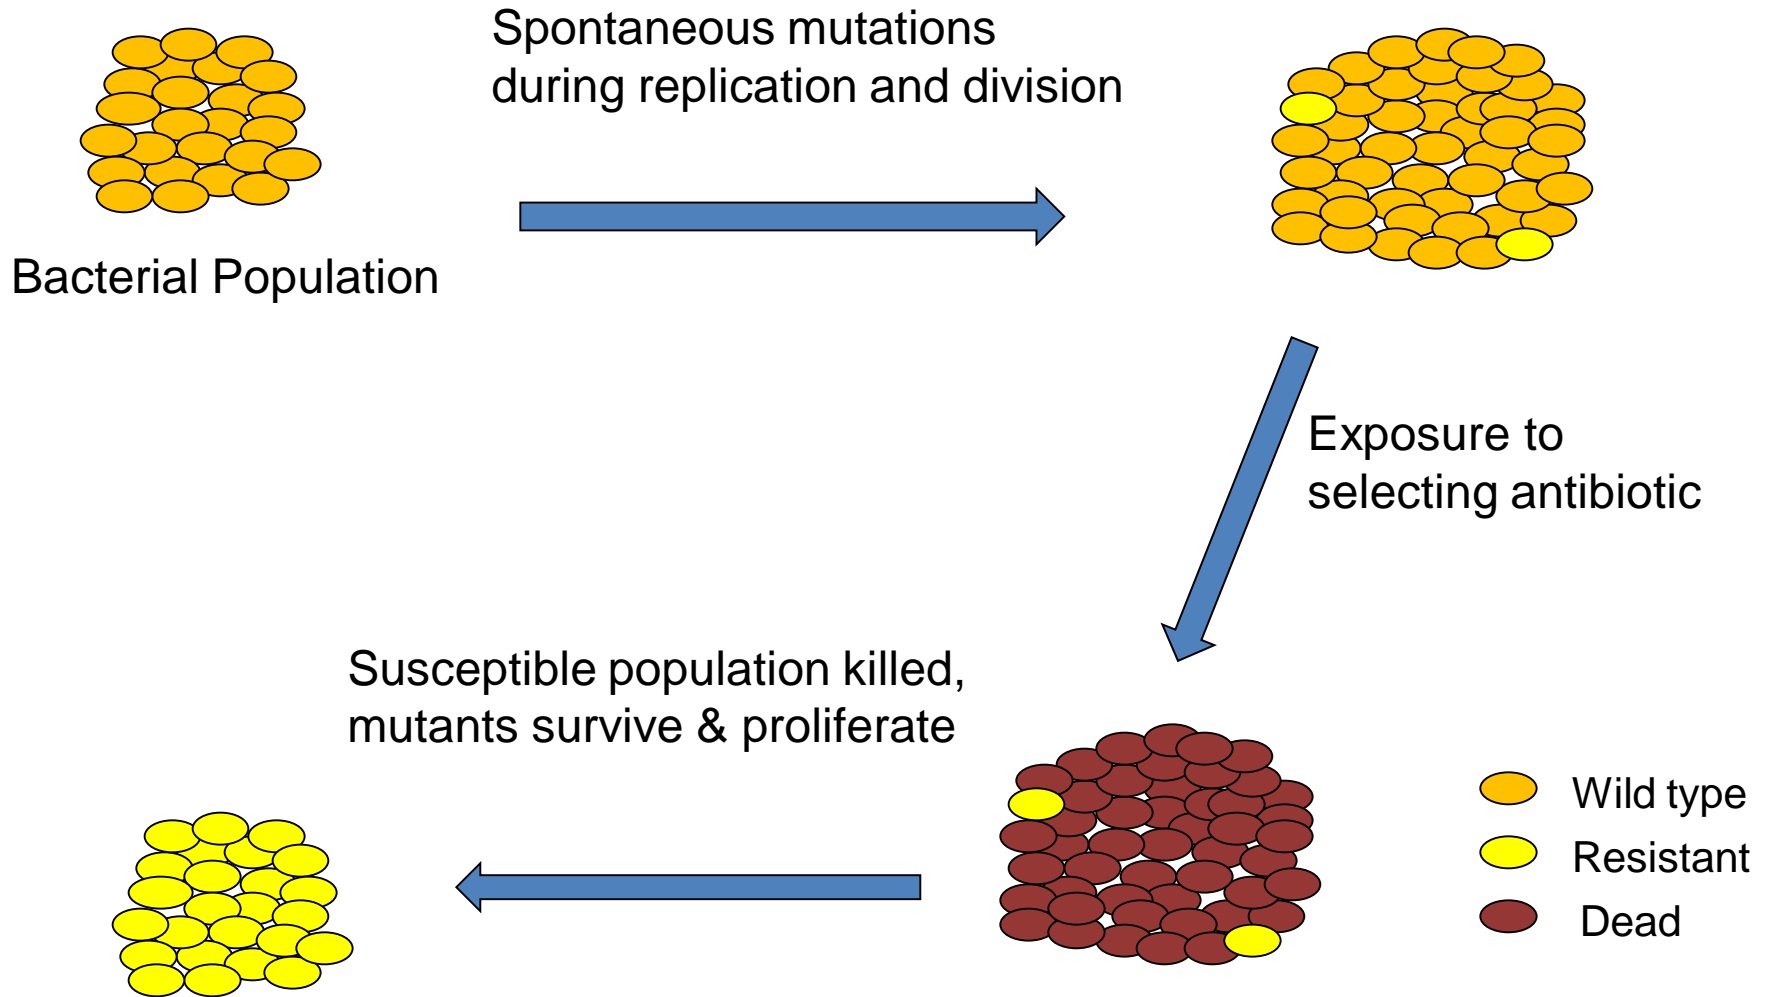 Spontaneous mutations
during replication and division
Bacterial Population
Exposure to
selecting antibiotic
Susceptible population killed,
mutants survive & proliferate
Wild type
Resistant
Dead